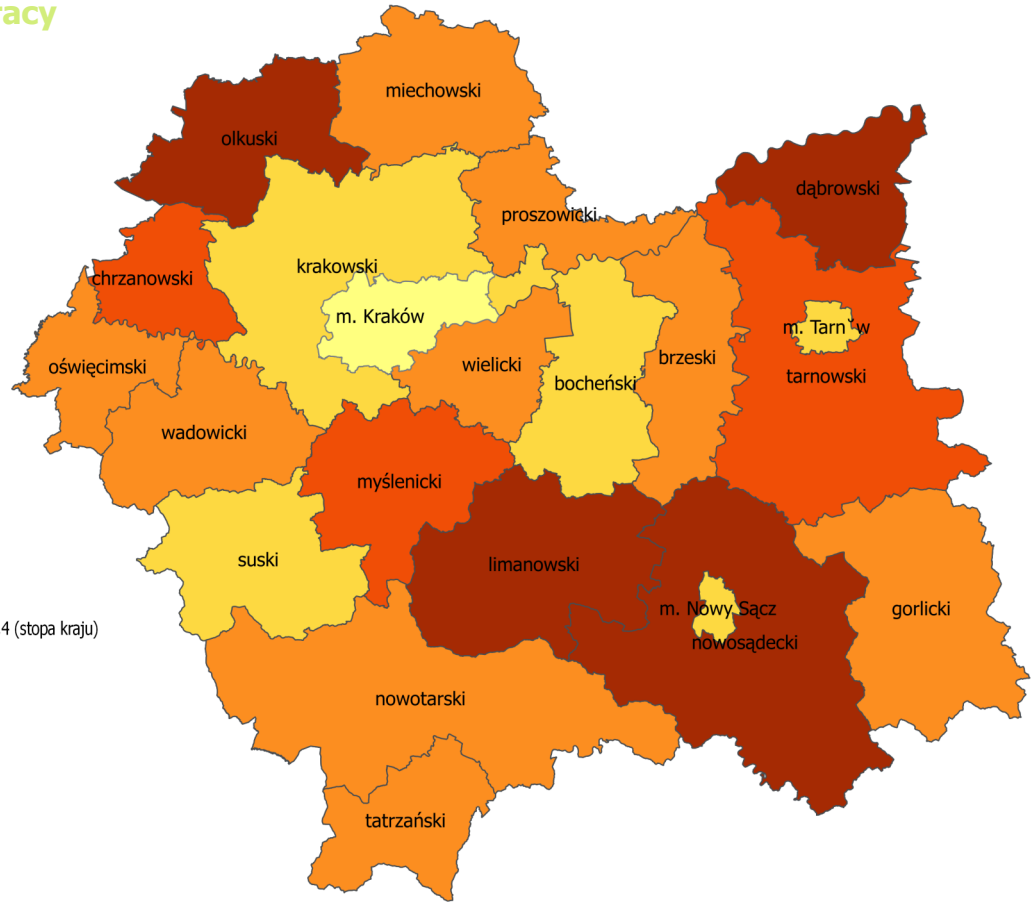 racy
miechowski
olkuski
dąbrowski
proszowicki
krakowski
chrzanowski
m. Kraków
m. Tarn´w
brzeski
wielicki
oświęcimski
tarnowski
bocheński
wadowicki
myślenicki
suski
limanowski
m. Nowy Sącz
gorlicki
4 (stopa kraju)
nowosądecki
nowotarski
tatrzański